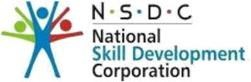 N·S·D·C
National
Skill Development
Corporation